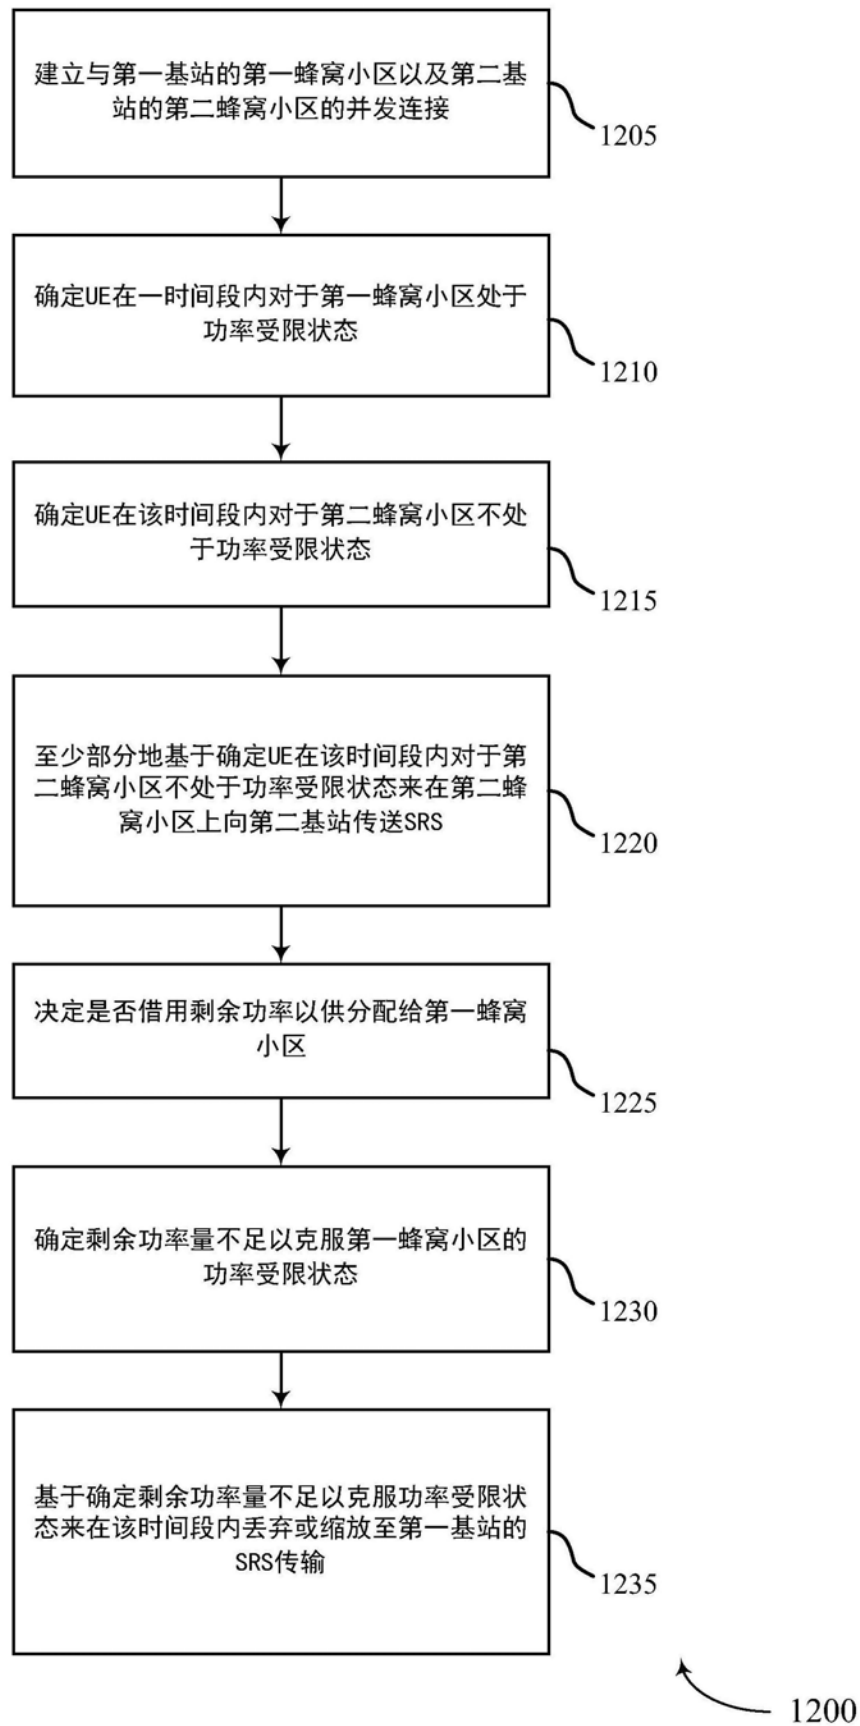 建立与第一基站的第一蜂窝小区以及第二基
站的第二蜂窝小区的并发连接
1205
确定UE在一时间段内对于第一蜂窝小区处于
功率受限状态
1210
确定UE在该时间段内对于第二蜂窝小区不处
于功率受限状态
1215
至少部分地基于确定UE在该时间段内对于第
二蜂窝小区不处于功率受限状态来在第二蜂
窝小区上向第二基站传送SRS
1220
决定是否借用剩余功率以供分配给第一蜂窝
小区
1225
确定剩余功率量不足以克服第一蜂窝小区的
功率受限状态
1230
基于确定剩余功率量不足以克服功率受限状
态来在该时间段内丢弃或缩放至第一基站的
SRS传输
1235
1200